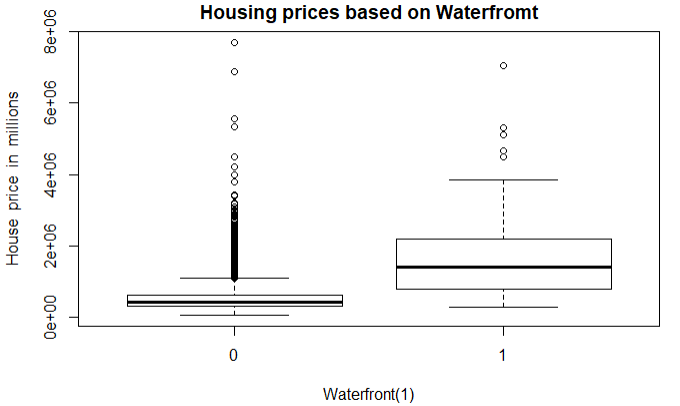 Housing prices based on Waterfromt
House price in millions
8e+06
6e+06
4e+06
2e+06
0e+00
0
1
Waterfront(1)